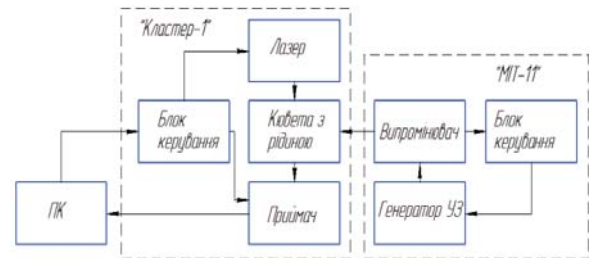 "Кластер-1"
Лазер
"МІТ-11"
Блок
керування
Кювета з
рідиною
Випромінювач
Блок
керування
ПК
Приймач
Генератор УЗ